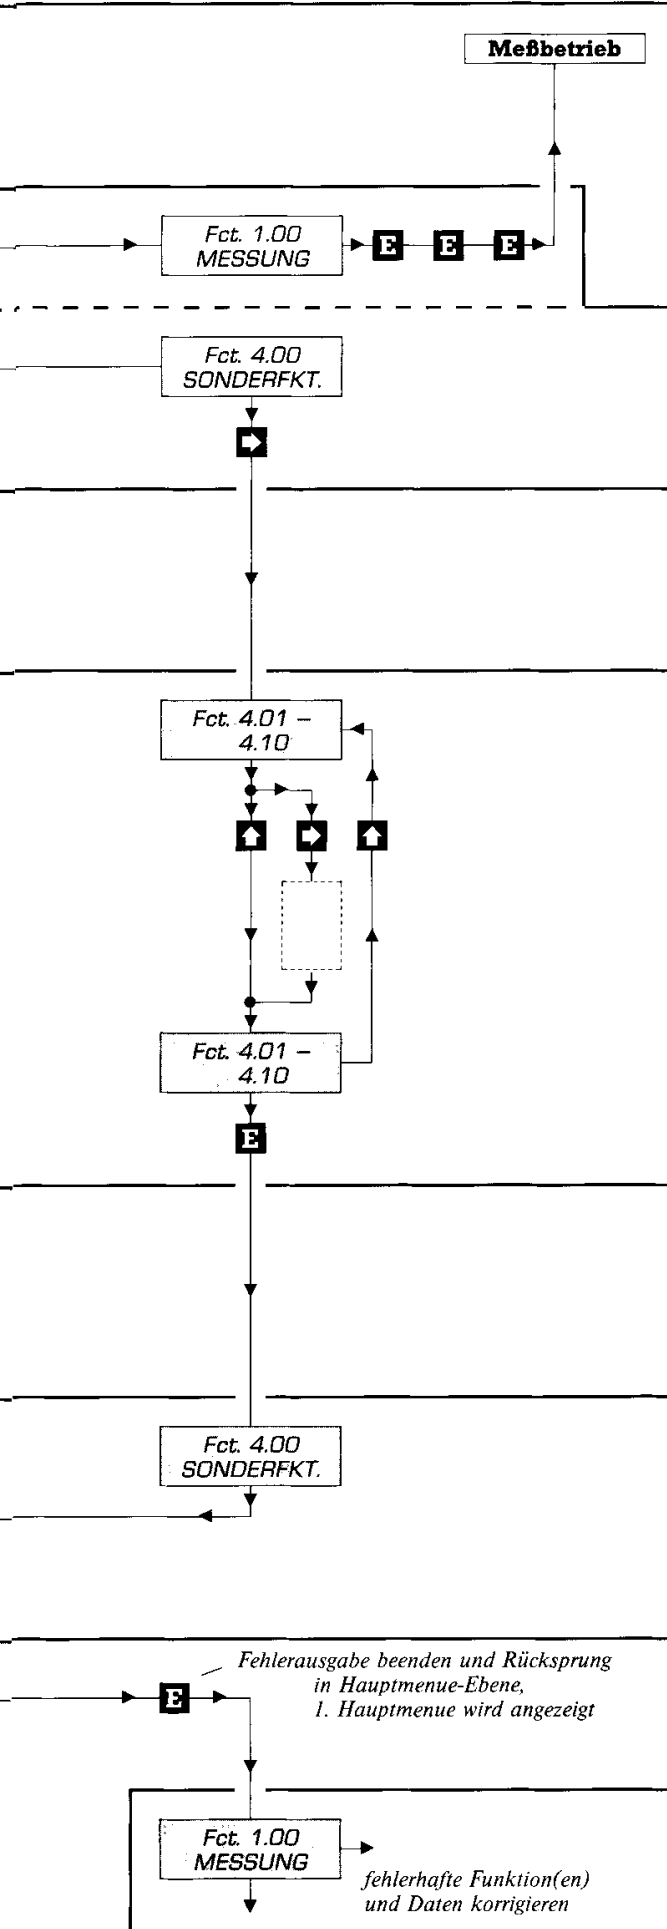 Meßbetrieb
Fct. 1.00
MESSUNG
E E E
Fct. 4.00
SONDERFKT.
Fct. 4.01 –
4.10
Fct. 4.01 –
4.10
E
Fct. 4.00
SONDERFKT.
Fehlerausgabe beenden und Rücksprung
in Hauptmenue-Ebene,
1. Hauptmenue wird angezeigt
E
Fct. 1.00
MESSUNG
fehlerhafte Funktion(en)
und Daten korrigieren